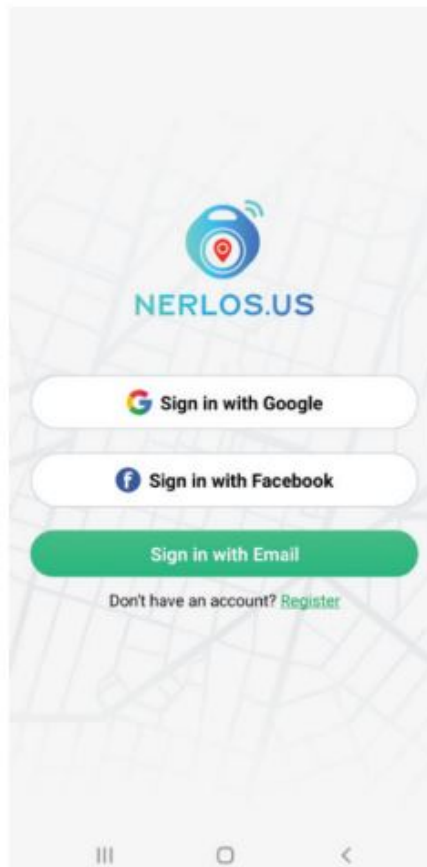 NERLOS.US
Sign in with Google
Sign in with Facebook
Sign in with Email
Don't have an account? Register